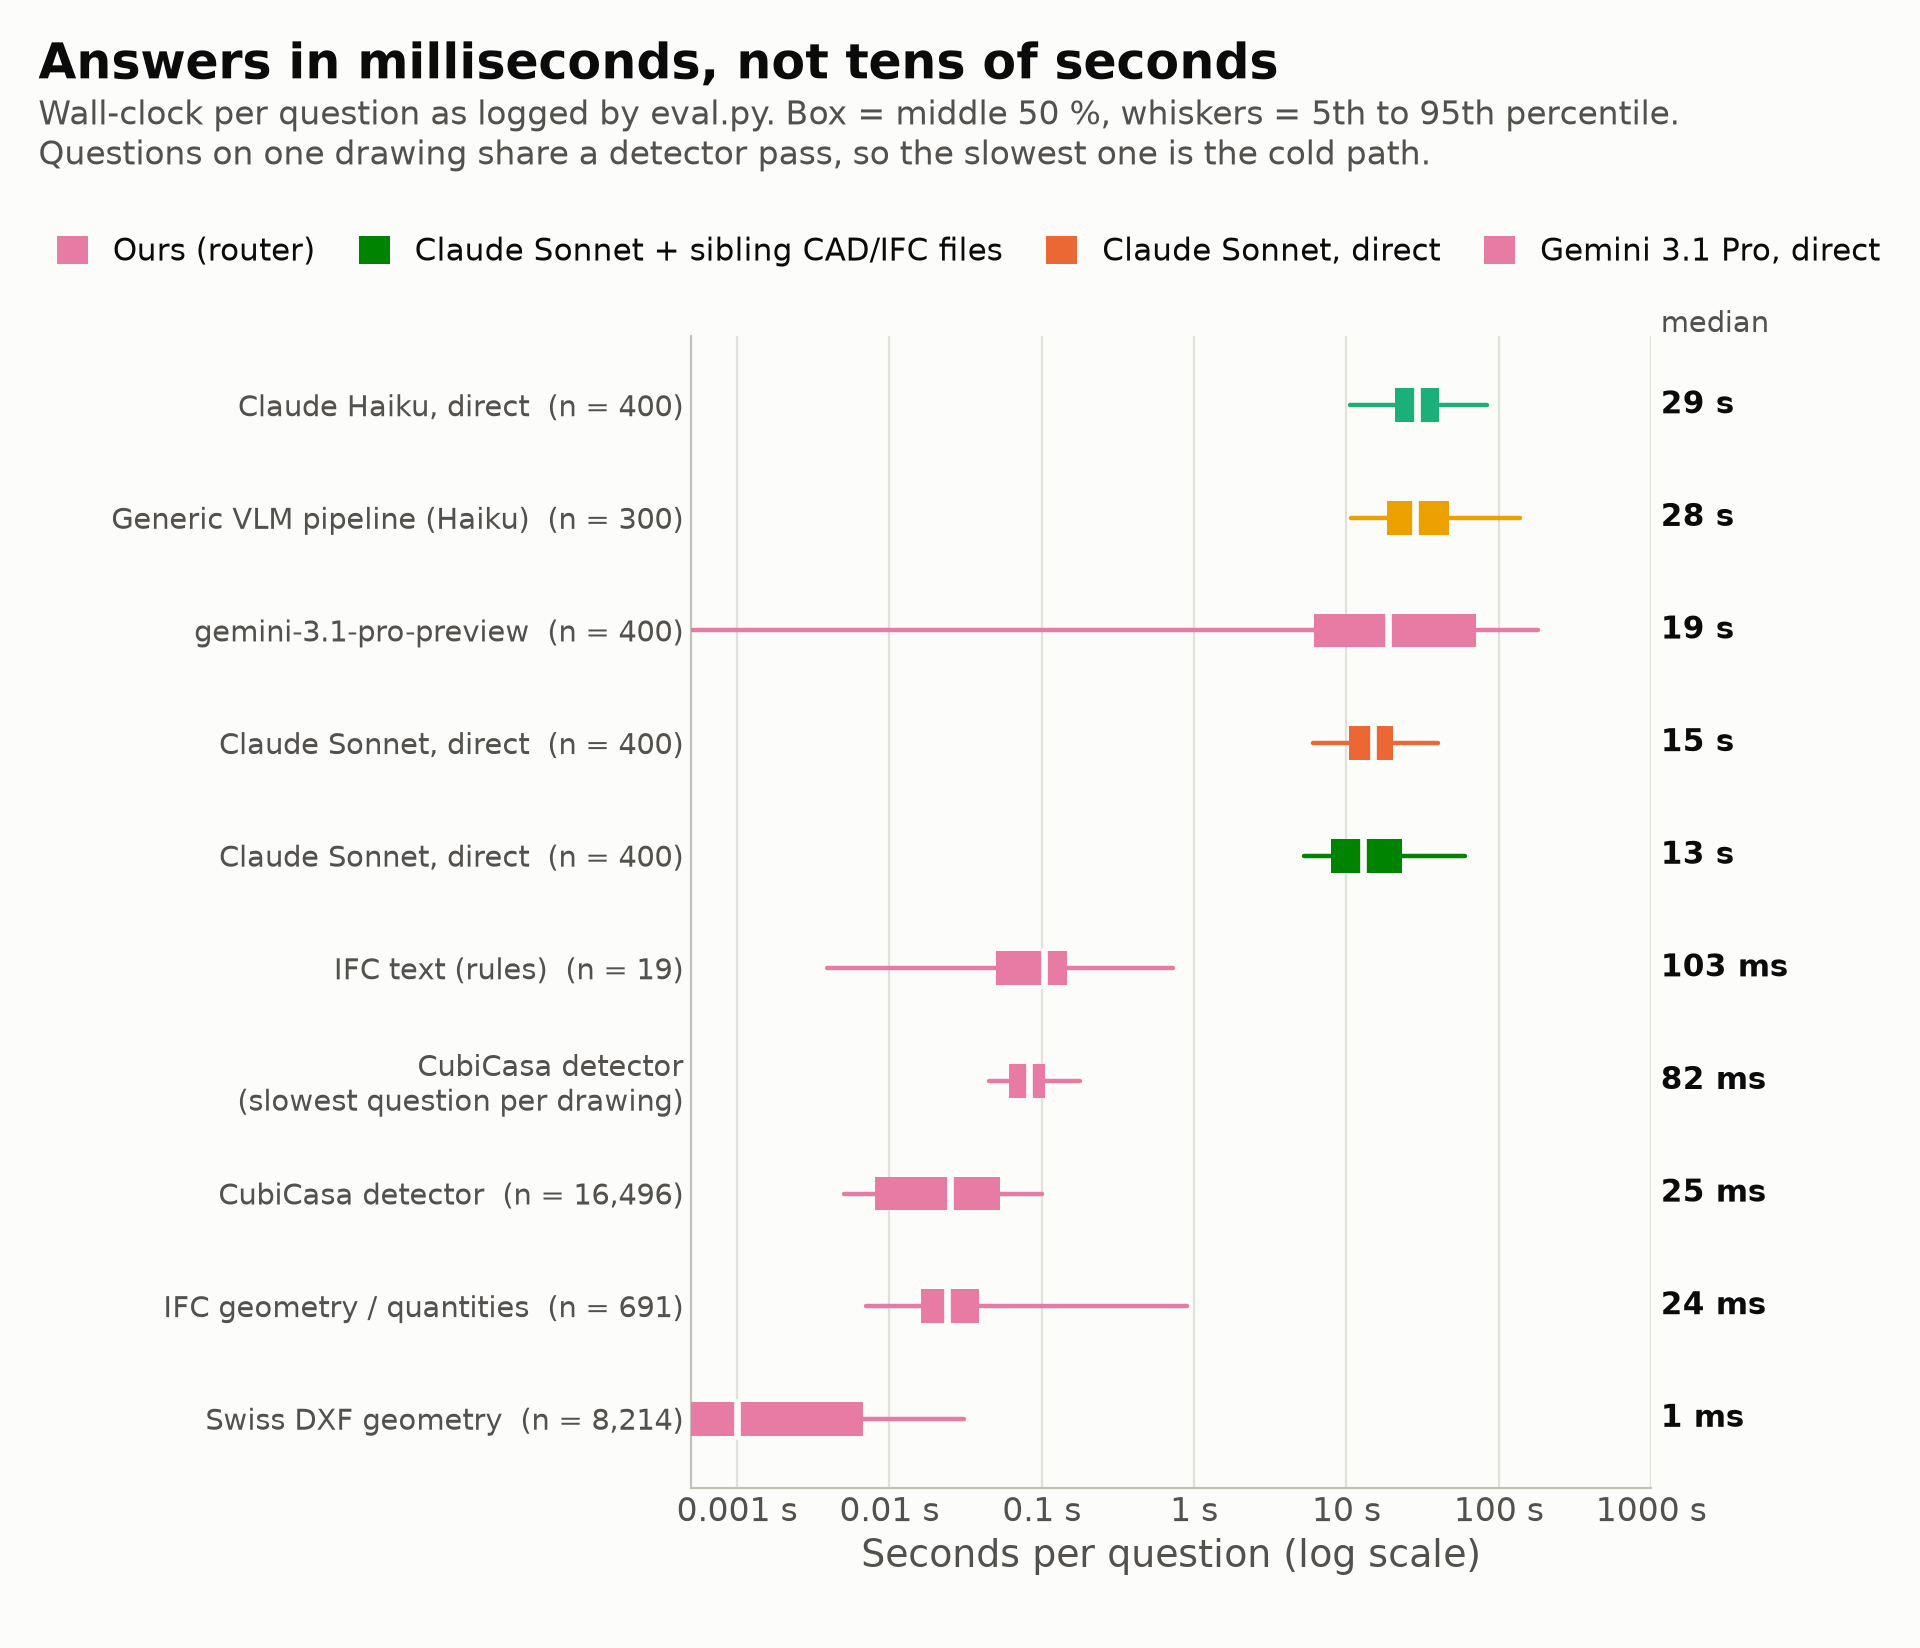 Answers in milliseconds, not tens of seconds
Wall-clock per question as logged by eval.py. Box = middle 50 %, whiskers = 5th to 95th percentile.
Questions on one drawing share a detector pass, so the slowest one is the cold path.
Ours (router)
Claude Sonnet + sibling CAD/IFC files
Claude Sonnet, direct
Gemini 3.1 Pro, direct
median
Claude Haiku, direct (n = 400)
29 s
Generic VLM pipeline (Haiku) (n = 300)
28 s
gemini-3.1-pro-preview (n = 400)
19 s
Claude Sonnet, direct (n = 400)
15 s
Claude Sonnet, direct (n = 400)
13 s
IFC text (rules) (n = 19)
103 ms
CubiCasa detector
(slowest question per drawing)
82 ms
CubiCasa detector (n = 16,496)
25 ms
IFC geometry / quantities (n = 691)
24 ms
Swiss DXF geometry (n = 8,214)
1 ms
0.001 s
0.01 s
0.1 s
1 s
10 s
100 s
1000 s
Seconds per question (log scale)